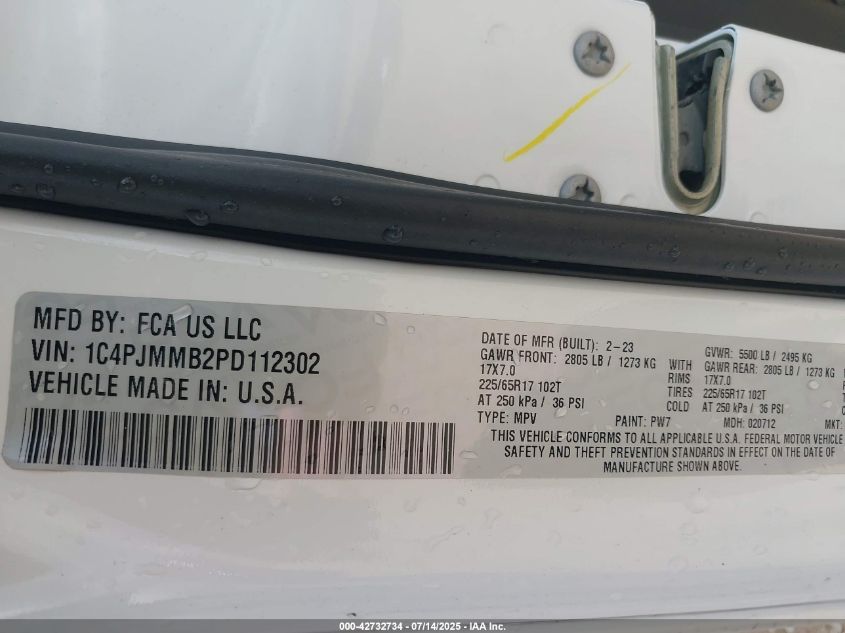 MFD BY: FCA US LLC
VIN: 1C4PJMMB2PD112302
VEHICLE MADE IN: U.S.A.
DATE OF MFR (BUILT): 2-23 GVWR: 5500 LB / 2495 KG
GAWR FRONT: 2805 LB / 1273 KG WITH GAWR REAR: 2805 LB / 1273 KG
17X7.0 RIMS 17X7.0
225/65R17 102T TIRES 225/65R17 102T
AT 250 kPa / 36 PSI COLD AT 250 kPa / 36 PSI
TYPE: MPV PAINT: PW7 MDH: 020712 MKT:
THIS VEHICLE CONFORMS TO ALL APPLICABLE U.S.A. FEDERAL MOTOR VEHICLE
SAFETY AND THEFT PREVENTION STANDARDS IN EFFECT ON THE DATE OF
MANUFACTURE SHOWN ABOVE.
000-42732734 - 07/14/2025 - IAA Inc.